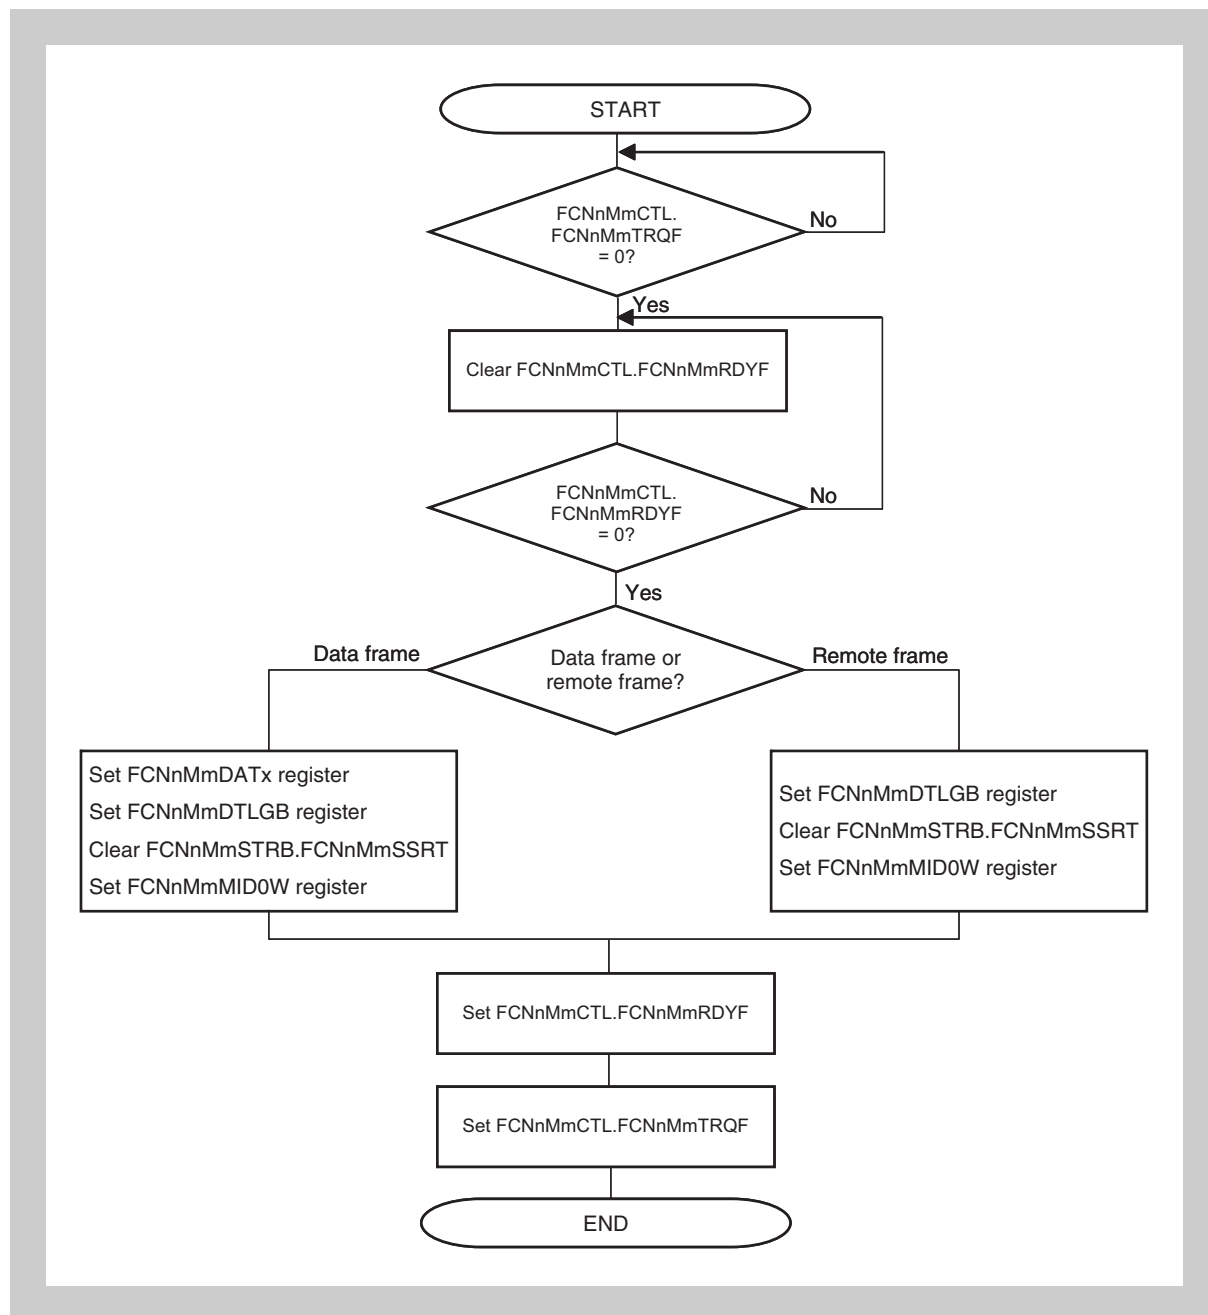 START
FCNnMmCTL.
FCNnMmTRQF
= 0?
No
Yes
Clear FCNnMmCTL.FCNnMmRDYF
FCNnMmCTL.
FCNnMmRDYF
= 0?
No
Yes
Data frame
Data frame or
remote frame?
Remote frame
Set FCNnMmDATx register
Set FCNnMmDTLGB register
Clear FCNnMmSTRB.FCNnMmSSRT
Set FCNnMmMID0W register
Set FCNnMmDTLGB register
Clear FCNnMmSTRB.FCNnMmSSRT
Set FCNnMmMID0W register
Set FCNnMmCTL.FCNnMmRDYF
Set FCNnMmCTL.FCNnMmTRQF
END